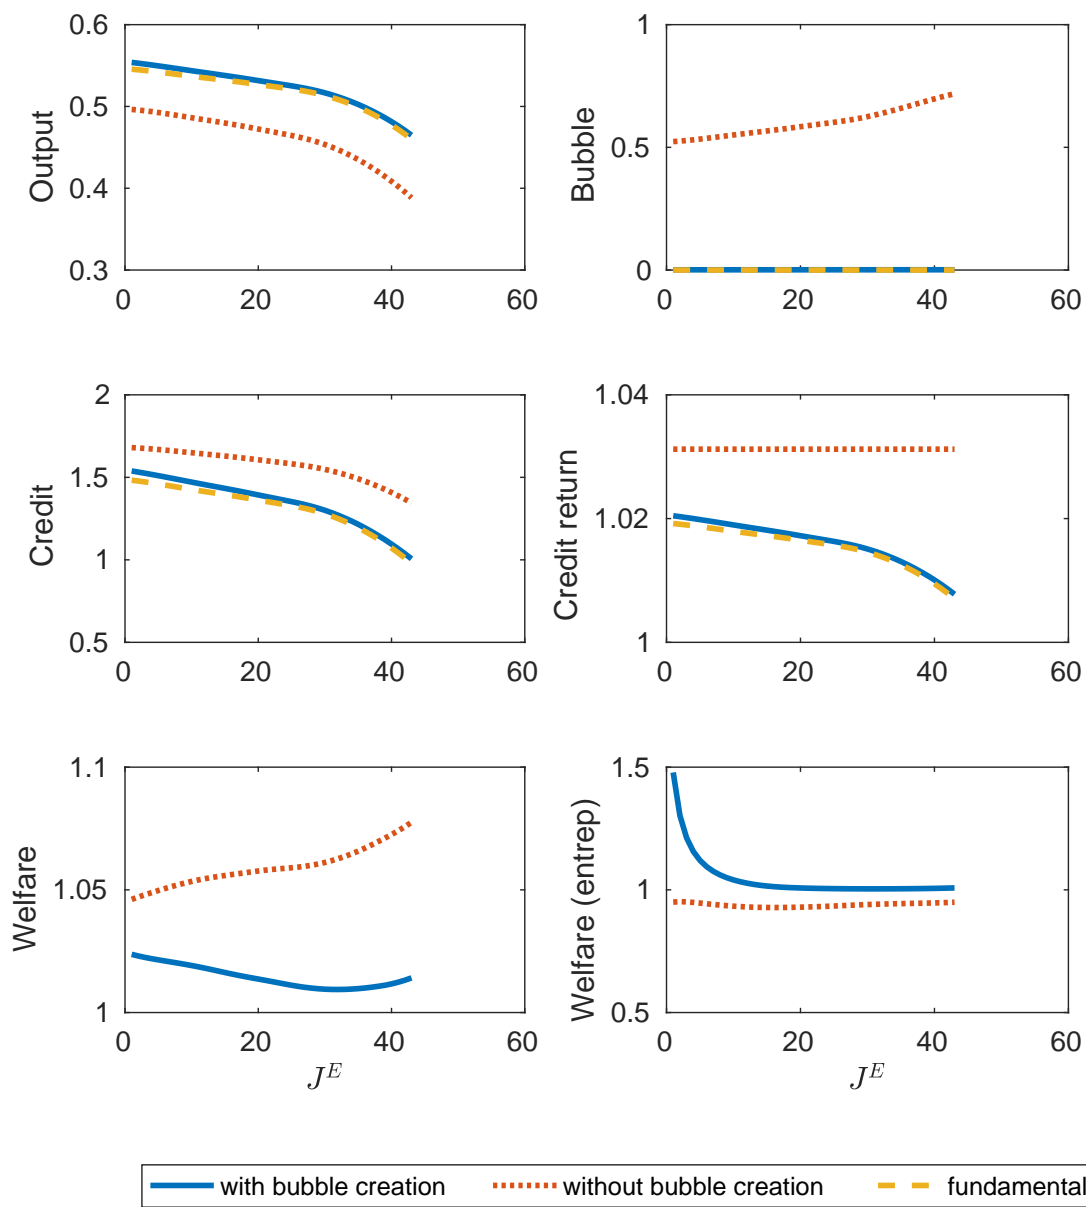 Output
0.6
0.5
0.4
0.3
0 20 40 60
Bubble
1
0.5
0
0 20 40 60
Credit
2
1.5
1
0.5
0 20 40 60
Credit return
1.04
1.02
1
0 20 40 60
Welfare
1.1
1.05
1
0 20 40 60
J^E
Welfare (entrep)
1.5
1
0.5
0 20 40 60
J^E
with bubble creation without bubble creation fundamental